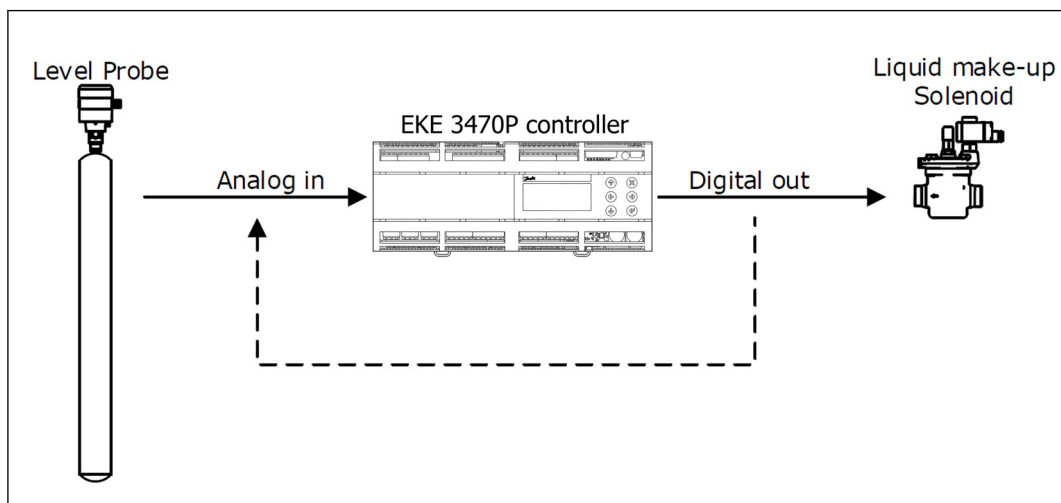 Level Probe
Liquid make-up
Solenoid
EKE 3470P controller
Analog in
Digital out